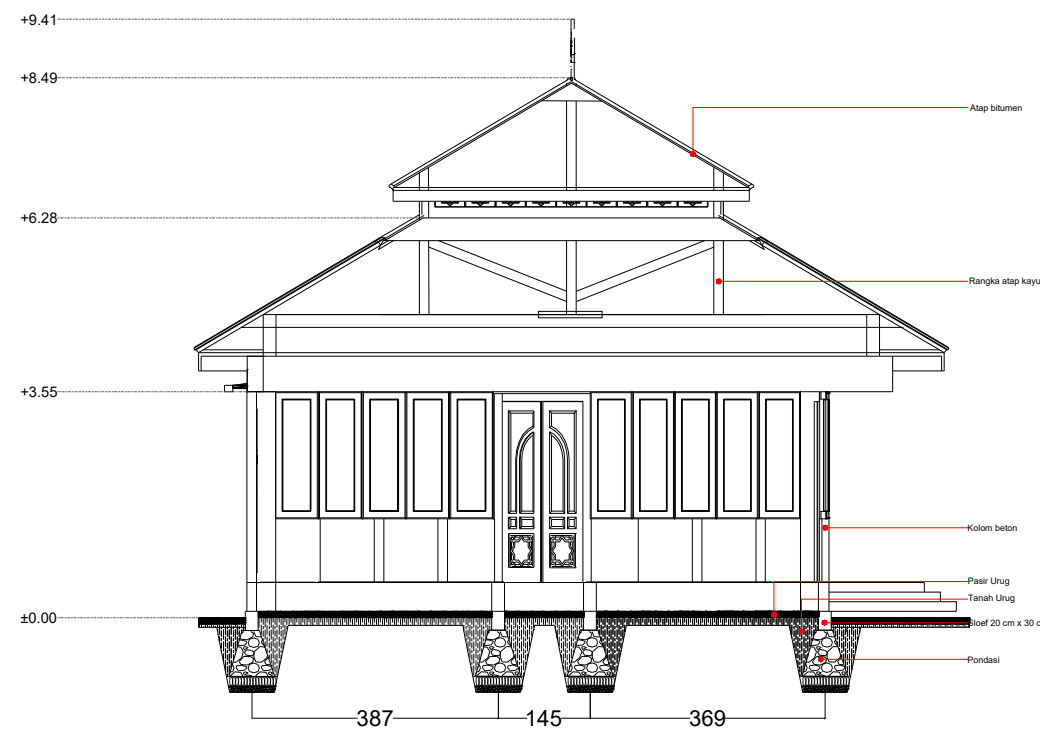 +9.41
+8.49
Atap bitumen
+6.28
Rangka atap kayu
+3.55
Kolom beton
Pasir Urug
Tanah Urug
±0.00
Sloef 20 cm x 30 c
Pondasi
387
145
369